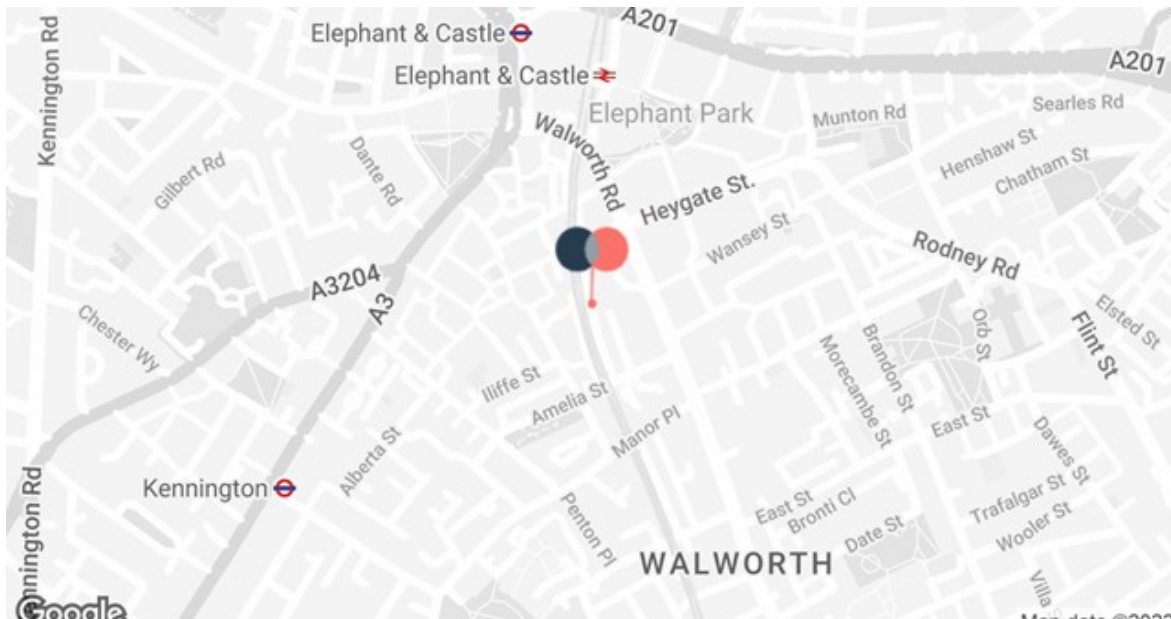 A201
Elephant & Castle
Elephant & Castle
A201
Kennington Rd
Elephant Park
Searles Rd
Munton Rd
Walworth Rd
Henshaw St
Dante Rd
Gilbert Rd
Chatham St
Heygate St.
Wansey St
Rodney Rd
A3204
A3
Chester Wy
Elsted St
Orb St
Flint St
Brandon St
Morecambe St
Iliffe St
Amelia St
Manor Pl
East St
Dawes St
Alberta St
Kennington
Trafalgar St
East St
Bronti Cl
Wooler St
Date St
Penton Pl
WALWORTH
Villa
Google